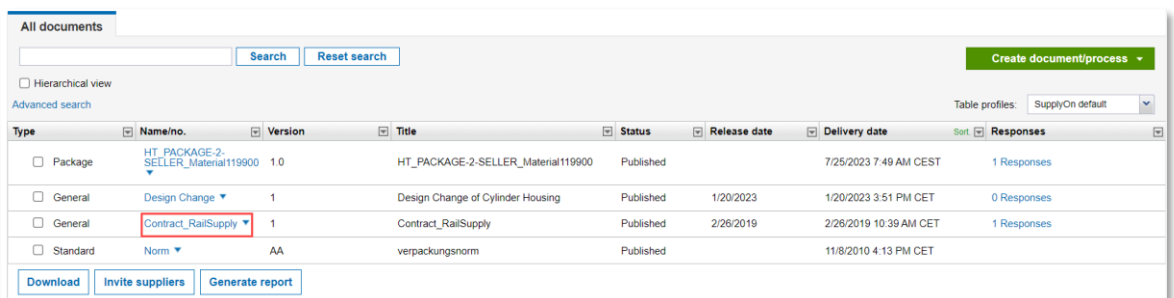 All documents
Search Reset search
Create document/process
Hierarchical view
Advanced search
Table profiles: SupplyOn default
Type Name/no. Version Title Status Release date Delivery date Sort. Responses
Package HT_PACKAGE-2-
SELLER_Material119900 1.0 HT_PACKAGE-2-SELLER_Material119900 Published 7/25/2023 7:49 AM CEST 1 Responses
General Design Change 1 Design Change of Cylinder Housing Published 1/20/2023 1/20/2023 3:51 PM CET 0 Responses
General Contract_RailSupply 1 Contract_RailSupply Published 2/26/2019 2/26/2019 10:39 AM CET 1 Responses
Standard Norm AA verpackungsnorm Published 11/8/2010 4:13 PM CET
Download Invite suppliers Generate report